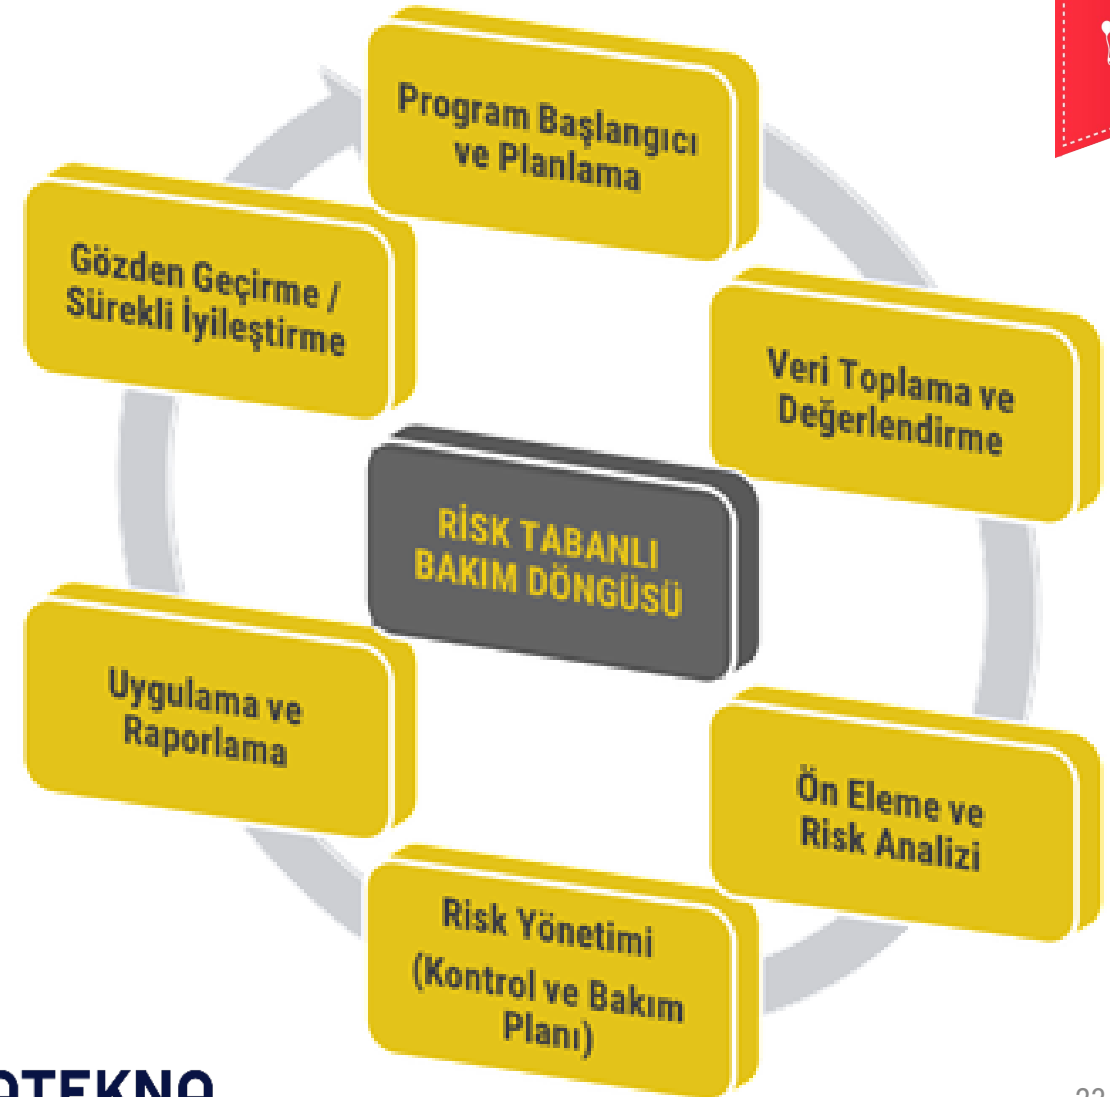 Program Başlangıcı
ve Planlama
Gözden Geçirme /
Sürekli İyileştirme
Veri Toplama ve
Değerlendirme
RİSK TABANLI
BAKIM DÖNGÜSÜ
Uygulama ve
Raporlama
Ön Eleme ve
Risk Analizi
Risk Yönetimi
(Kontrol ve Bakım
Planı)